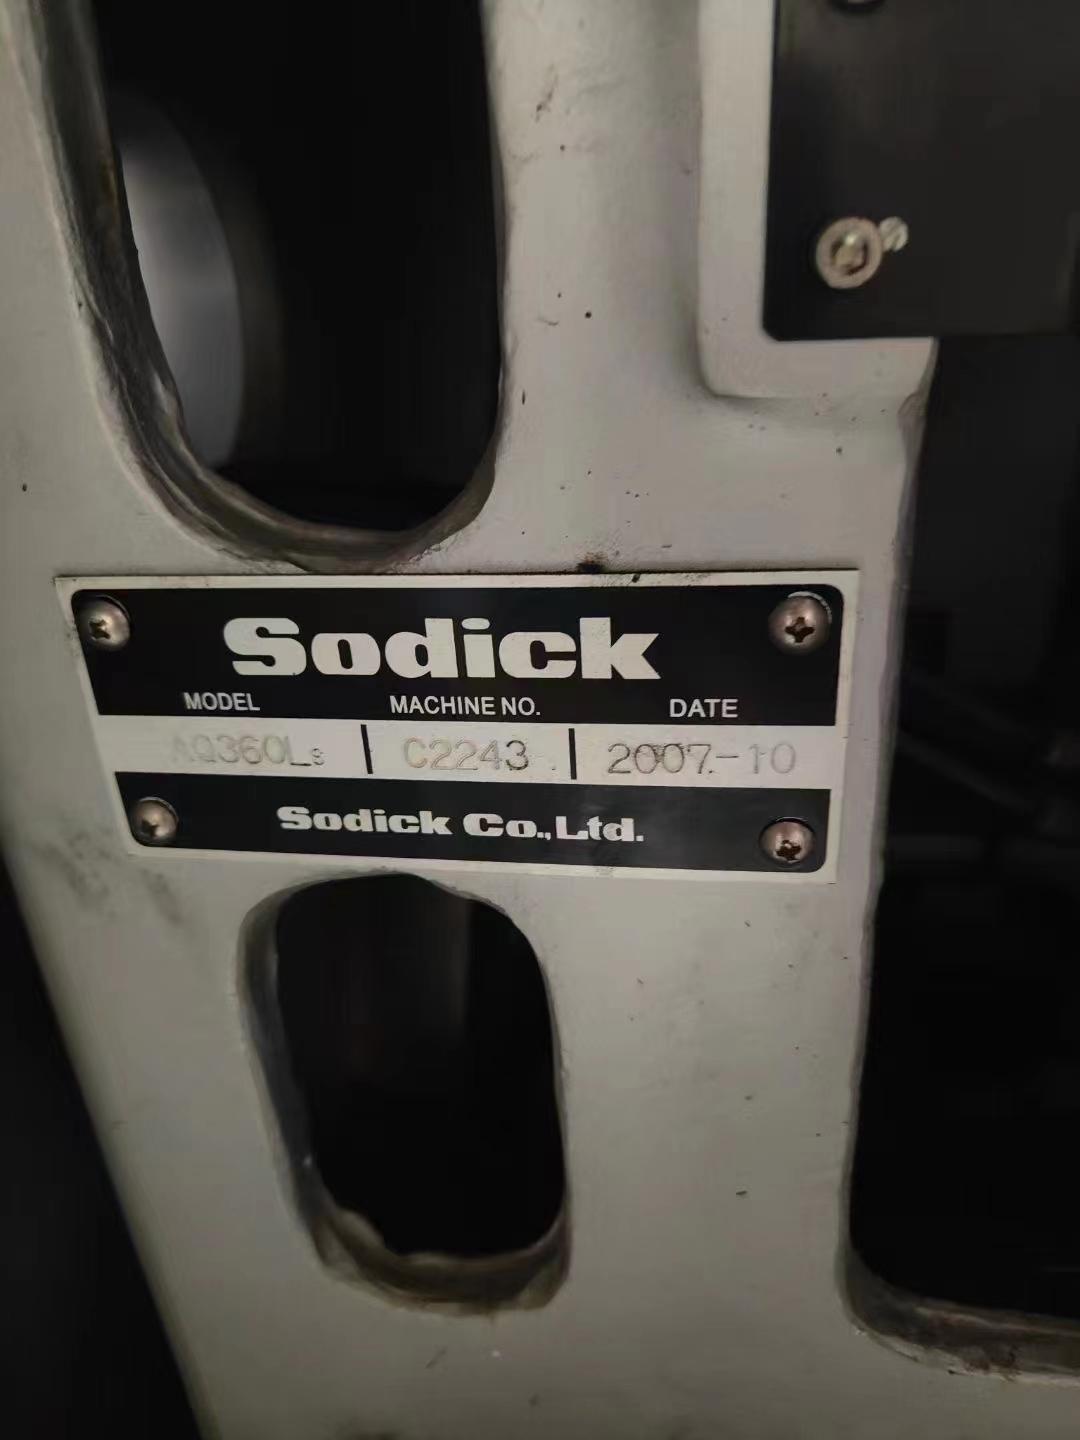 Sodick
MODEL MACHINE NO. DATE
AQ360Ls C2243 2007-10
Sodick Co., Ltd.